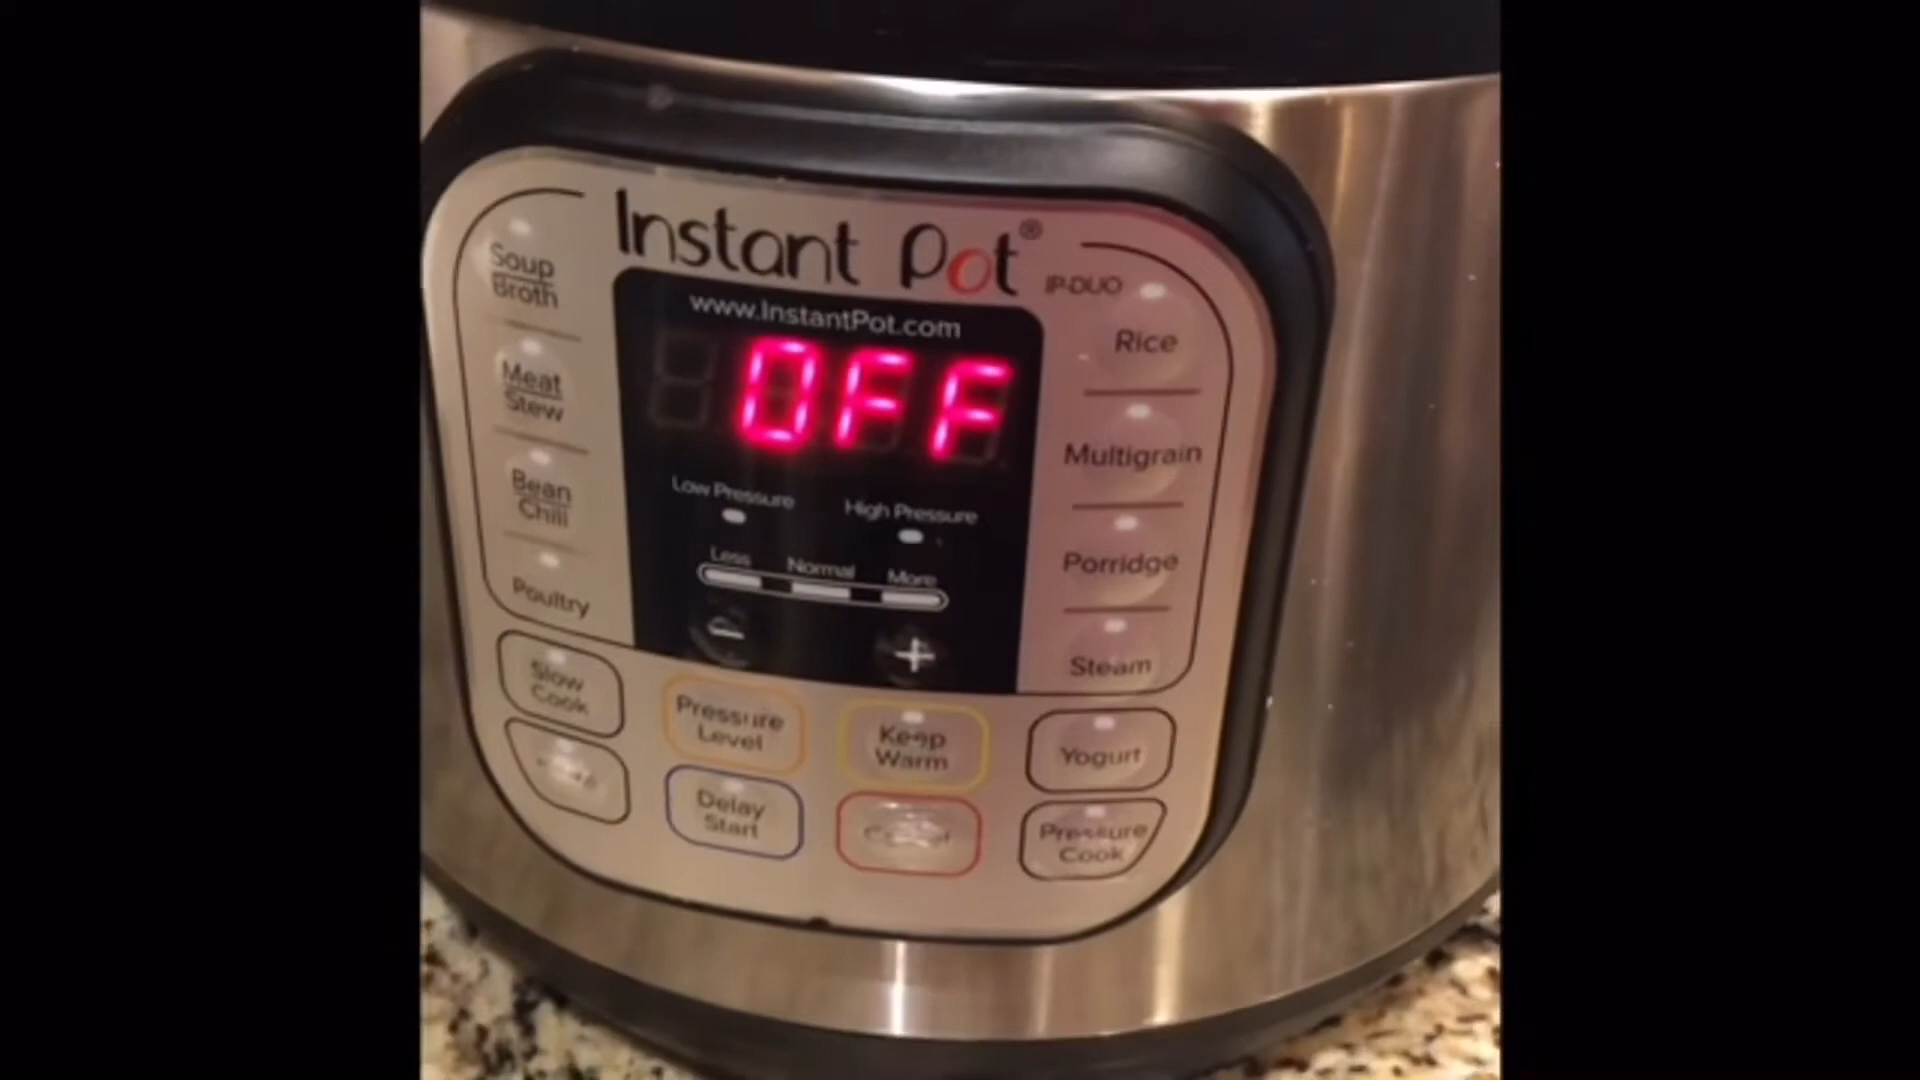 Instant Pot®
IP-DUO
www.InstantPot.com
OFF
Soup
Broth
Meat
Stew
Bean
Chili
Poultry
Low Pressure
High Pressure
Less
Normal
More
-
+
Rice
Multigrain
Porridge
Steam
Slow
Cook
Pressure
Level
Keep
Warm
Yogurt
Delay
Start
Cancel
Pressure
Cook